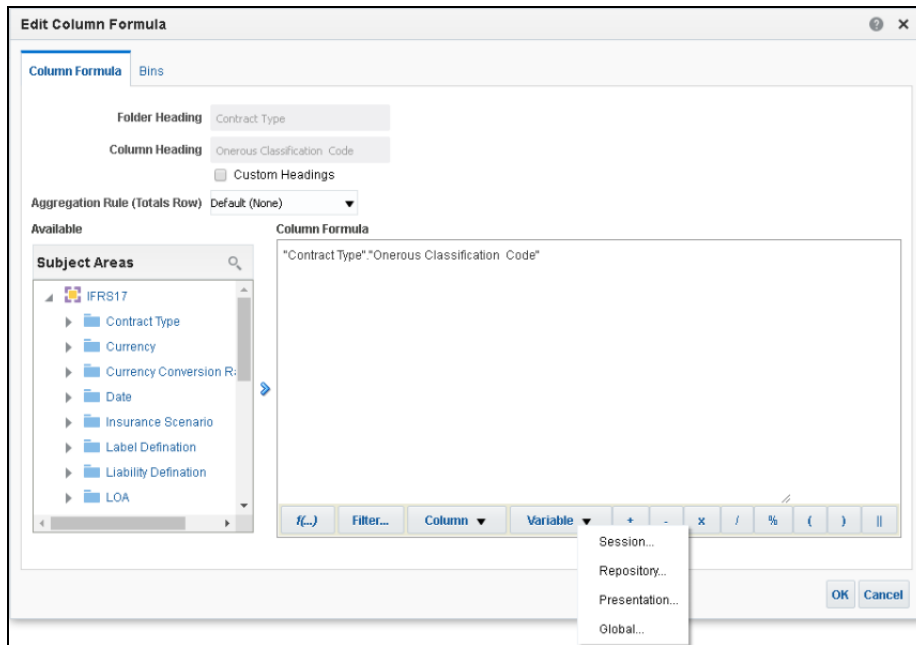 Edit Column Formula
Column Formula
Bins
Folder Heading
Contract Type
Column Heading
Onerous Classification  Code
Custom Headings
Aggregation Rule (Totals Row)
Default (None)
Available
Column Formula
Subject Areas
"Contract Type"."Onerous Classification  Code"
IFRS17
Contract Type
Currency
Currency Conversion Ra
Date
Insurance Scenario
Label Defination
Liability Defination
LOA
f(...)
Filter...
Column
Variable
+
-
x
/
%
(
)
||
Session...
Repository...
Presentation...
Global...
OK
Cancel